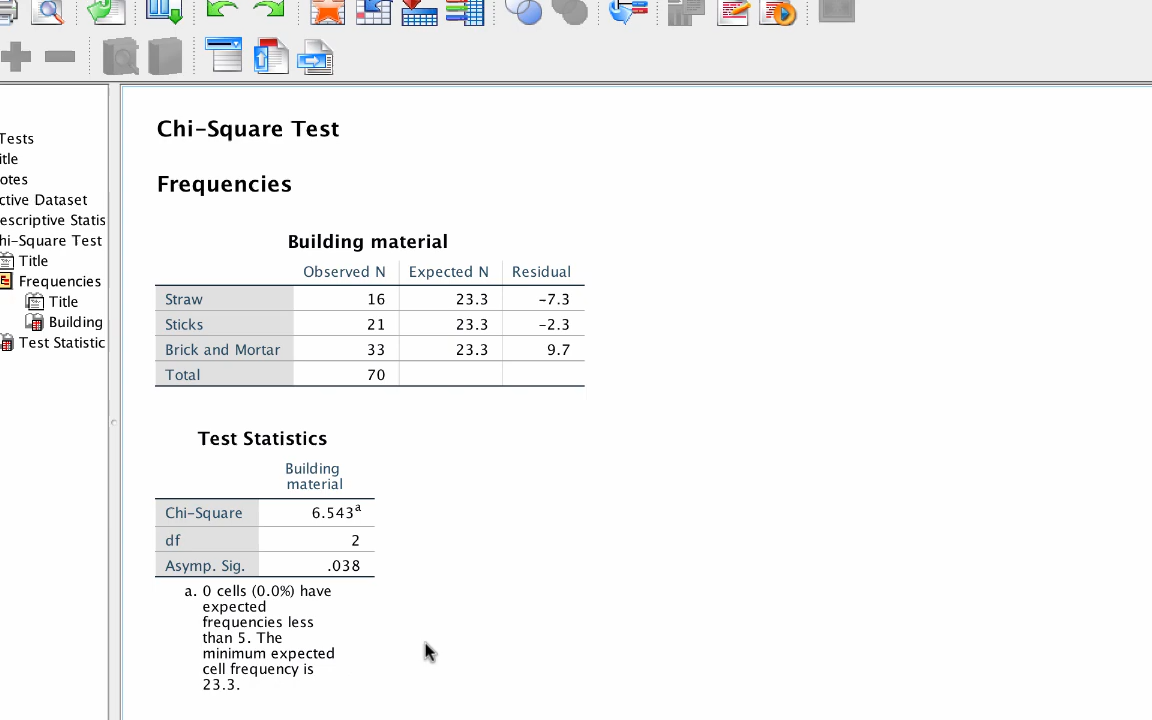 Tests
itle
otes
ctive Dataset
escriptive Statis
hi-Square Test
Title
Frequencies
Title
Building
Test Statistic
Chi-Square Test
Frequencies
Building material
Observed N Expected N Residual
Straw 16 23.3 -7.3
Sticks 21 23.3 -2.3
Brick and Mortar 33 23.3 9.7
Total 70
Test Statistics
Building
material
Chi-Square 6.543a
df 2
Asymp. Sig. .038
a. 0 cells (0.0%) have
expected
frequencies less
than 5. The
minimum expected
cell frequency is
23.3.